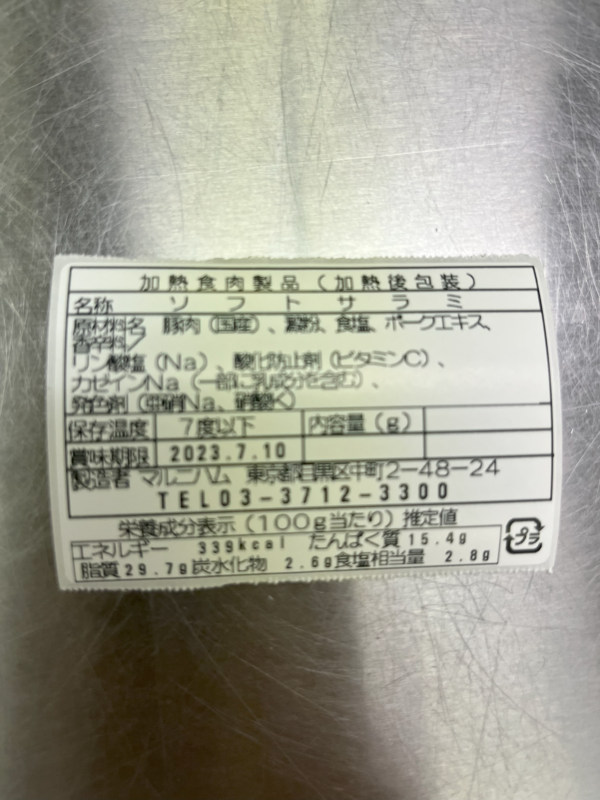 加熱食肉製品(加熱後包装)
名称 ソフトサラミ
原材料名 豚肉(国産)、澱粉、食塩、ポークエキス、
香辛料/
リン酸塩(Na)、酸化防止剤(ビタミンC)、
カゼインNa(一部に乳成分を含む)、
発色剤(亜硝Na、硝酸K)
保存温度 7度以下 内容量(g)
賞味期限 2023.7.10
製造者 マルニハム 東京都目黒区中町2-48-24
TEL03-3712-3300
栄養成分表示(100g当たり)推定値
エネルギー 339kcal たんぱく質15.4g
脂質29.7g炭水化物 2.6g食塩相当量 2.8g
プラ